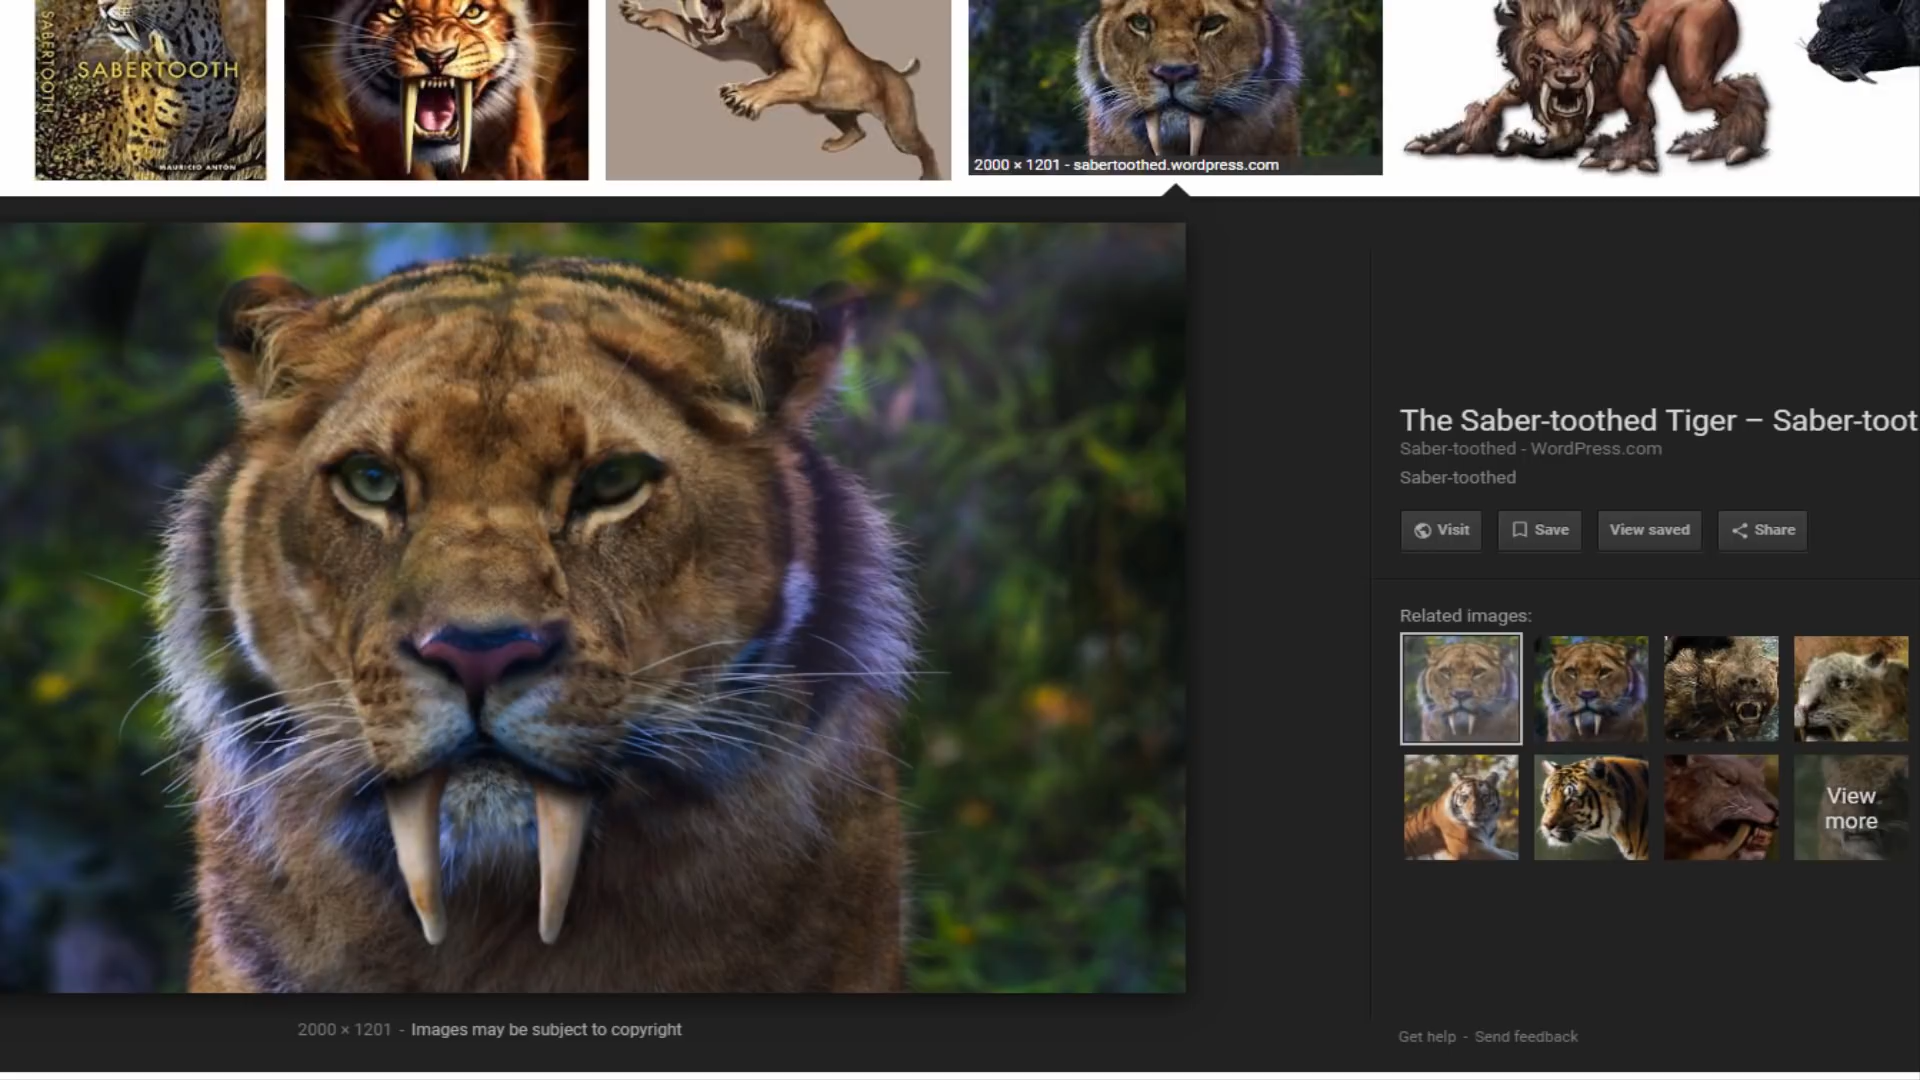 SABERTOOTH
SABERTOOTH
MAURICIO ANTÓN
2000 × 1201 - sabertoothed.wordpress.com
The Saber-toothed Tiger – Saber-toot
Saber-toothed - WordPress.com
Saber-toothed
Visit Save View saved Share
Related images:
View
more
2000 × 1201 - Images may be subject to copyright
Get help - Send feedback